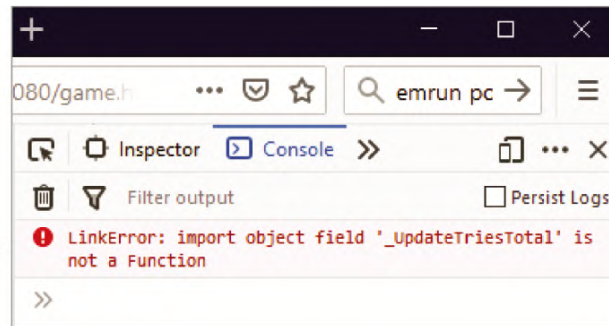 080/game.h
emrun pc
Inspector
Console
Filter output
Persist Logs
LinkError: import object field '_UpdateTriesTotal' is
not a Function